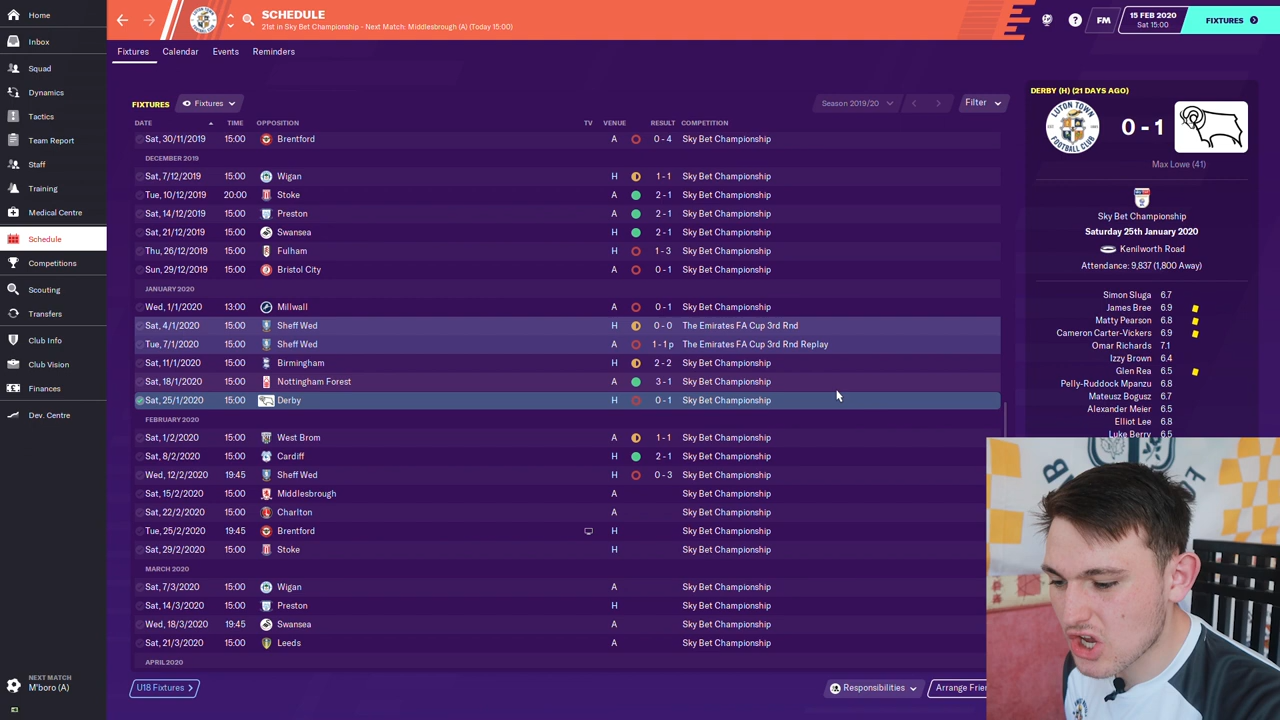 Home
Inbox
Squad
Dynamics
Tactics
Team Report
Staff
Training
Medical Centre
Schedule
Competitions
Scouting
Transfers
Club Info
Club Vision
Finances
Dev. Centre
NEXT MATCH
M'boro (A)
SCHEDULE
21st in Sky Bet Championship - Next Match: Middlesbrough (A) (Today 15:00)
FM
15 FEB 2020
Sat 15:00
FIXTURES
Fixtures Calendar Events Reminders
FIXTURES Fixtures Season 2019/20 Filter
DATE TIME OPPOSITION TV VENUE RESULT COMPETITION
Sat, 30/11/2019 15:00 Brentford A 0 - 4 Sky Bet Championship
DECEMBER 2019
Sat, 7/12/2019 15:00 Wigan H 1 - 1 Sky Bet Championship
Tue, 10/12/2019 20:00 Stoke A 2 - 1 Sky Bet Championship
Sat, 14/12/2019 15:00 Preston A 2 - 1 Sky Bet Championship
Sat, 21/12/2019 15:00 Swansea H 2 - 1 Sky Bet Championship
Thu, 26/12/2019 15:00 Fulham H 1 - 3 Sky Bet Championship
Sun, 29/12/2019 15:00 Bristol City A 0 - 1 Sky Bet Championship
JANUARY 2020
Wed, 1/1/2020 13:00 Millwall A 0 - 1 Sky Bet Championship
Sat, 4/1/2020 15:00 Sheff Wed H 0 - 0 The Emirates FA Cup 3rd Rnd
Tue, 7/1/2020 15:00 Sheff Wed A 1 - 1 p The Emirates FA Cup 3rd Rnd Replay
Sat, 11/1/2020 15:00 Birmingham H 2 - 2 Sky Bet Championship
Sat, 18/1/2020 15:00 Nottingham Forest A 3 - 1 Sky Bet Championship
Sat, 25/1/2020 15:00 Derby H 0 - 1 Sky Bet Championship
FEBRUARY 2020
Sat, 1/2/2020 15:00 West Brom A 1 - 1 Sky Bet Championship
Sat, 8/2/2020 15:00 Cardiff H 2 - 1 Sky Bet Championship
Wed, 12/2/2020 19:45 Sheff Wed H 0 - 3 Sky Bet Championship
Sat, 15/2/2020 15:00 Middlesbrough A Sky Bet Championship
Sat, 22/2/2020 15:00 Charlton A Sky Bet Championship
Tue, 25/2/2020 19:45 Brentford H Sky Bet Championship
Sat, 29/2/2020 15:00 Stoke H Sky Bet Championship
MARCH 2020
Sat, 7/3/2020 15:00 Wigan A Sky Bet Championship
Sat, 14/3/2020 15:00 Preston H Sky Bet Championship
Wed, 18/3/2020 19:45 Swansea A Sky Bet Championship
Sat, 21/3/2020 15:00 Leeds A Sky Bet Championship
APRIL 2020
U18 Fixtures Responsibilities Arrange Frien
DERBY (H) (21 DAYS AGO)
LUTON TOWN
FOOTBALL CLUB
0 - 1
Max Lowe (41)
Sky Bet Championship
Saturday 25th January 2020
Kenilworth Road
Attendance: 9,837 (1,800 Away)
Simon Sluga 6.7
James Bree 6.9
Matty Pearson 6.8
Cameron Carter-Vickers 6.9
Omar Richards 7.1
Izzy Brown 6.4
Glen Rea 6.5
Pelly-Ruddock Mpanzu 6.8
Mateusz Bogusz 6.7
Alexander Meier 6.5
Elliot Lee 6.8
Luke Berry 6.5